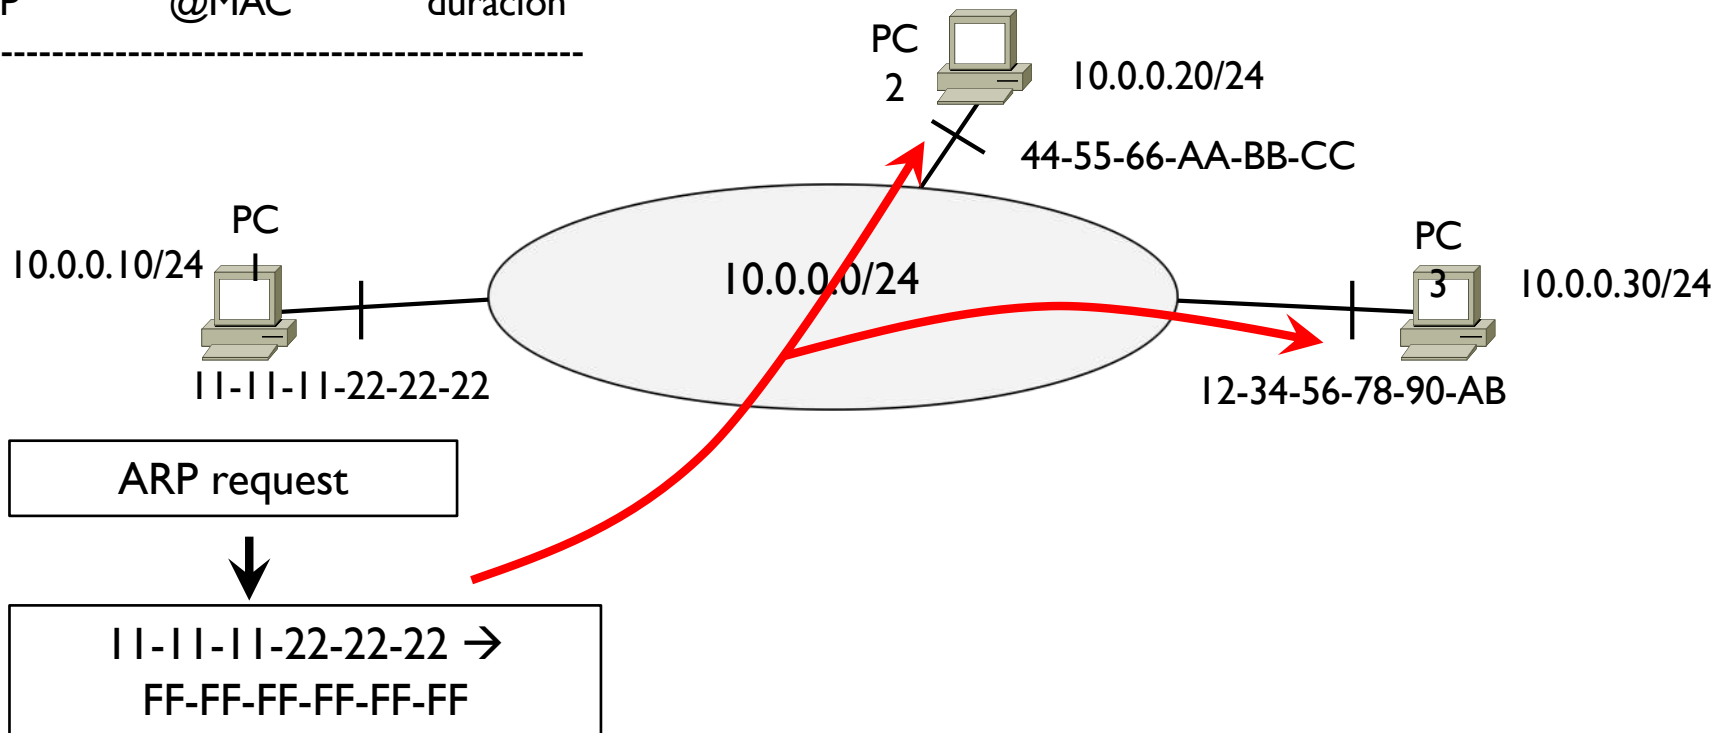 P @MAC duración
----------------------------------------------
PC
2
10.0.0.20/24
44-55-66-AA-BB-CC
PC
1
10.0.0.10/24
11-11-11-22-22-22
10.0.0.0/24
PC
3
10.0.0.30/24
12-34-56-78-90-AB
ARP request
11-11-11-22-22-22 →
FF-FF-FF-FF-FF-FF